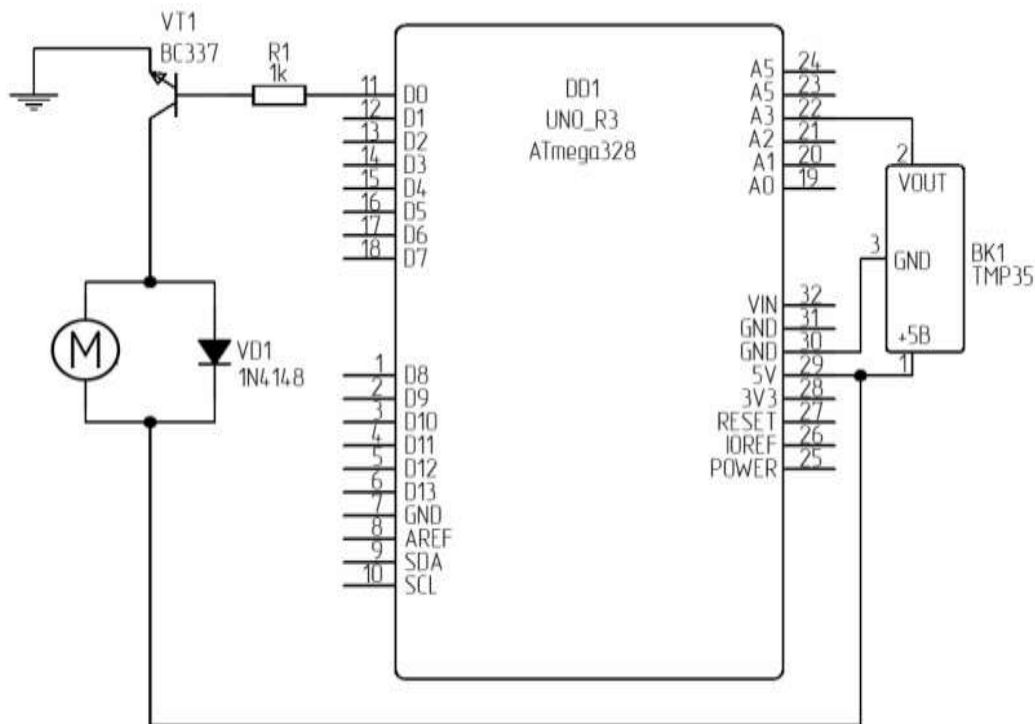 VT1
BC337
R1
1k
11 D0
12 D1
13 D2
14 D3
15 D4
16 D5
17 D6
18 D7
1 D8
2 D9
3 D10
4 D11
5 D12
6 D13
7 GND
8 AREF
9 SDA
10 SCL
DD1
UNO_R3
ATmega328
A5 24
A5 23
A3 22
A2 21
A1 20
A0 19
VIN 32
GND 31
GND 30
5V 29
3V3 28
RESET 27
IOREF 26
POWER 25
2
VOUT
3 GND
+5В
1
BK1
TMP35
M
VD1
1N4148